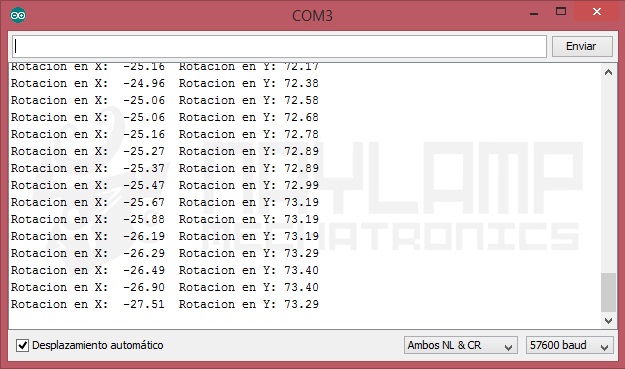 COM3
Enviar
Rotacion en X:  -25.16  Rotacion en Y: 72.17
Rotacion en X:  -24.96  Rotacion en Y: 72.38
Rotacion en X:  -25.06  Rotacion en Y: 72.58
Rotacion en X:  -25.06  Rotacion en Y: 72.68
Rotacion en X:  -25.16  Rotacion en Y: 72.78
Rotacion en X:  -25.27  Rotacion en Y: 72.89
Rotacion en X:  -25.37  Rotacion en Y: 72.89
Rotacion en X:  -25.47  Rotacion en Y: 72.99
Rotacion en X:  -25.67  Rotacion en Y: 73.19
Rotacion en X:  -25.88  Rotacion en Y: 73.19
Rotacion en X:  -26.19  Rotacion en Y: 73.19
Rotacion en X:  -26.29  Rotacion en Y: 73.29
Rotacion en X:  -26.49  Rotacion en Y: 73.40
Rotacion en X:  -26.90  Rotacion en Y: 73.40
Rotacion en X:  -27.51  Rotacion en Y: 73.29
MECHATRONICS
Desplazamiento automático
Ambos NL & CR
57600 baud